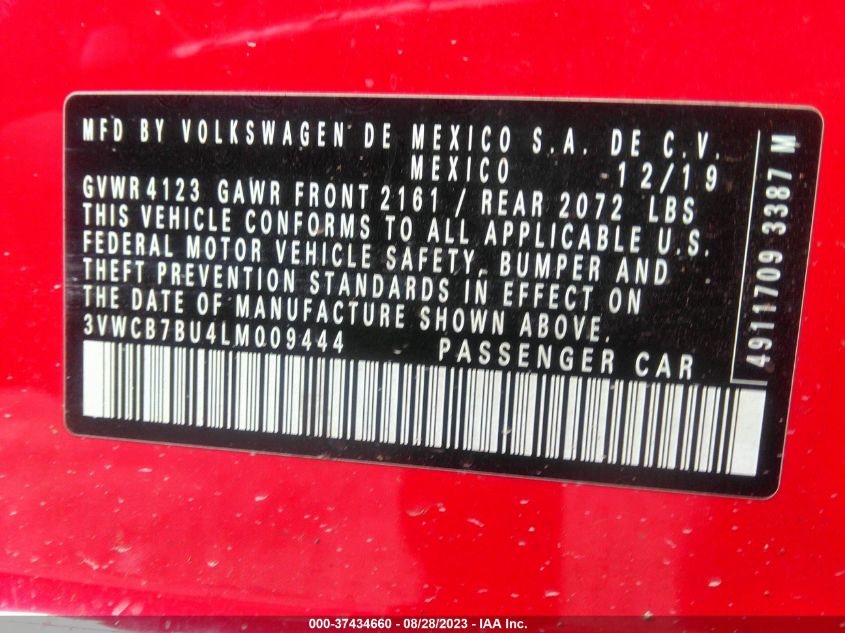 MFD BY VOLKSWAGEN DE MEXICO S.A. DE C.V.
MEXICO 12/19
GVWR 4123 GAWR FRONT 2161 / REAR 2072 LBS
THIS VEHICLE CONFORMS TO ALL APPLICABLE U.S.
FEDERAL MOTOR VEHICLE SAFETY, BUMPER AND
THEFT PREVENTION STANDARDS IN EFFECT ON
THE DATE OF MANUFACTURE SHOWN ABOVE.
3VWCB7BU4LM009444 PASSENGER CAR
4911709 3387 M
000-37434660 - 08/28/2023 - IAA Inc.